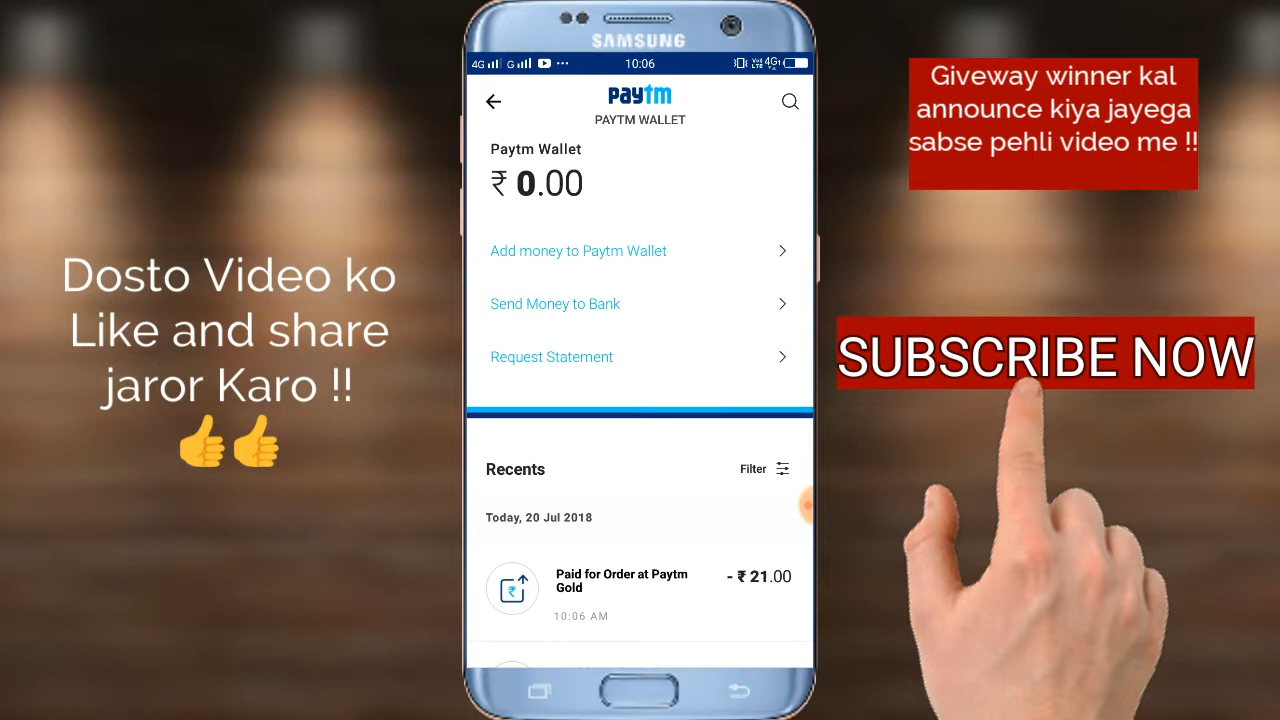 SAMSUNG
4G G 10:06 VoI LTE 4G
paytm
PAYTM WALLET
Paytm Wallet
₹ 0.00
Add money to Paytm Wallet
Send Money to Bank
Request Statement
Recents
Filter
Today, 20 Jul 2018
Paid for Order at Paytm
Gold
- ₹ 21.00
10:06 AM
Dosto Video ko
Like and share
jaror Karo !!
👍👍
Giveway winner kal
announce kiya jayega
sabse pehli video me !!
SUBSCRIBE NOW